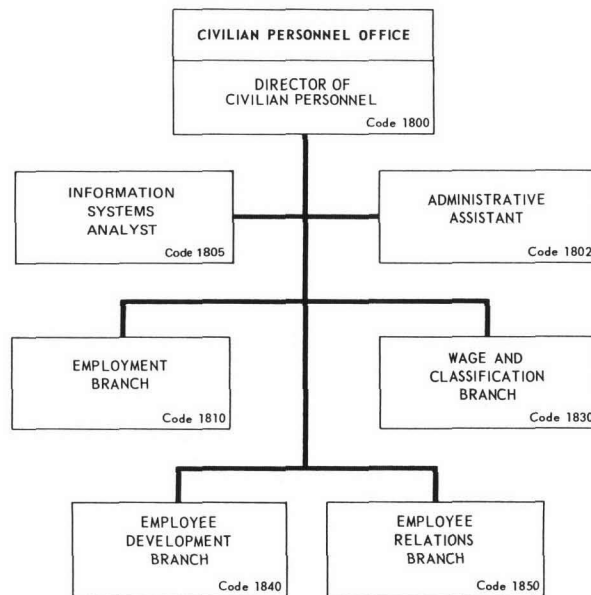 CIVILIAN PERSONNEL OFFICE
DIRECTOR OF
CIVILIAN PERSONNEL
Code 1800
INFORMATION
SYSTEMS
ANALYST
Code 1805
ADMINISTRATIVE
ASSISTANT
Code 1802
EMPLOYMENT
BRANCH
Code 1810
WAGE AND
CLASSIFICATION
BRANCH
Code 1830
EMPLOYEE
DEVELOPMENT
BRANCH
Code 1840
EMPLOYEE
RELATIONS
BRANCH
Code 1850